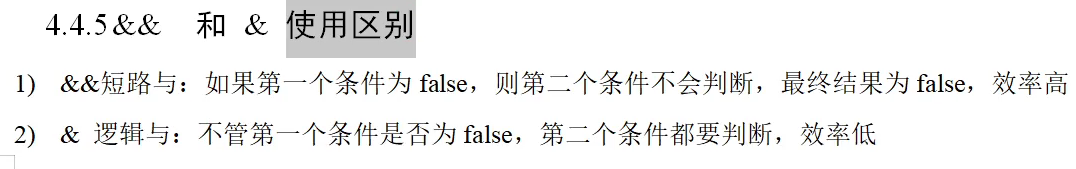 4.4.5&& 和 & 使用区别
1) &&短路与：如果第一个条件为 false，则第二个条件不会判断，最终结果为 false，效率高
2) & 逻辑与：不管第一个条件是否为 false，第二个条件都要判断，效率低